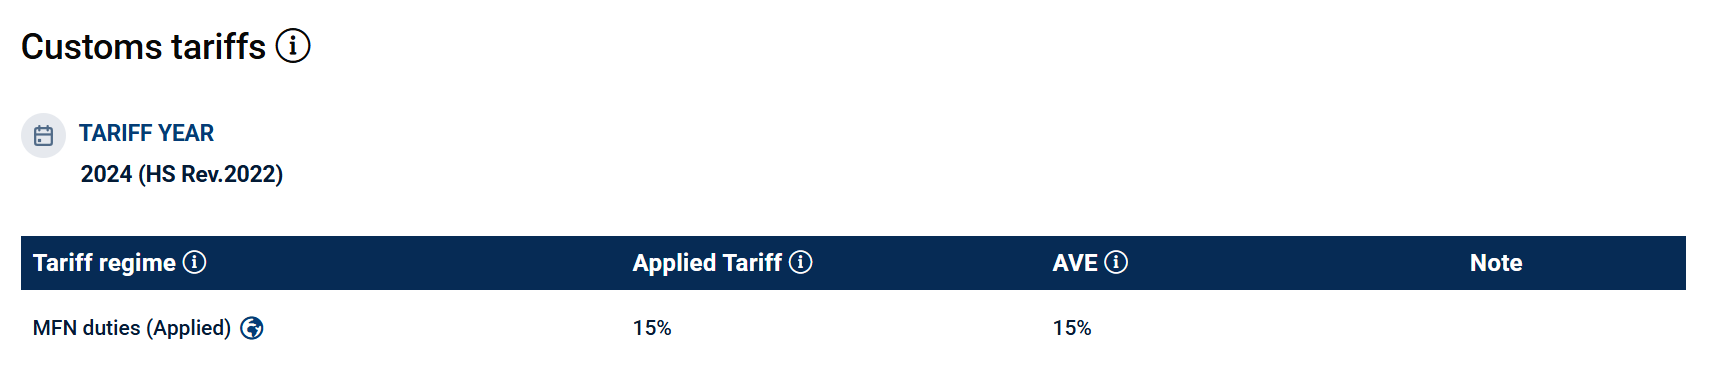 Customs tariffs
TARIFF YEAR
2024 (HS Rev.2022)
Tariff regime Applied Tariff AVE Note
MFN duties (Applied) 15% 15%